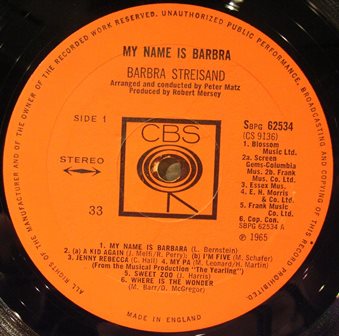 ALL RIGHTS OF THE MANUFACTURER AND OF THE OWNER OF THE RECORDED WORK RESERVED. UNAUTHORISED PUBLIC PERFORMANCE, BROADCASTING AND COPYING OF THIS RECORD PROHIBITED.
MY NAME IS BARBRA
BARBRA STREISAND
Arranged and conducted by Peter Matz
Produced by Robert Mersey
SIDE 1
STEREO
33
CBS
SBPG 62534
(CS 9136)
1. Blossom
Music Ltd.
2a. Screen
Gems-Columbia
Mus. 2b. Frank
Mus. Co. Ltd.
3. Essex Mus.
4. E. H. Morris
& C. Ltd.
5. Frank Music
Co. Ltd.
6. Cop. Con.
SBPG 62534 A
℗ 1965
1. MY NAME IS BARBARA (L. Bernstein)
2. (a) A KID AGAIN (J. Melfi/R. Perry); (b) I'M FIVE (M. Schafer)
3. JENNY REBECCA (C. Hall) 4. MY PA (M. Leonard/H. Martin)
(From the Musical Production "The Yearling")
5. SWEET ZOO (J. Harris)
6. WHERE IS THE WONDER
(M. Barr/D. McGregor)
MADE IN ENGLAND